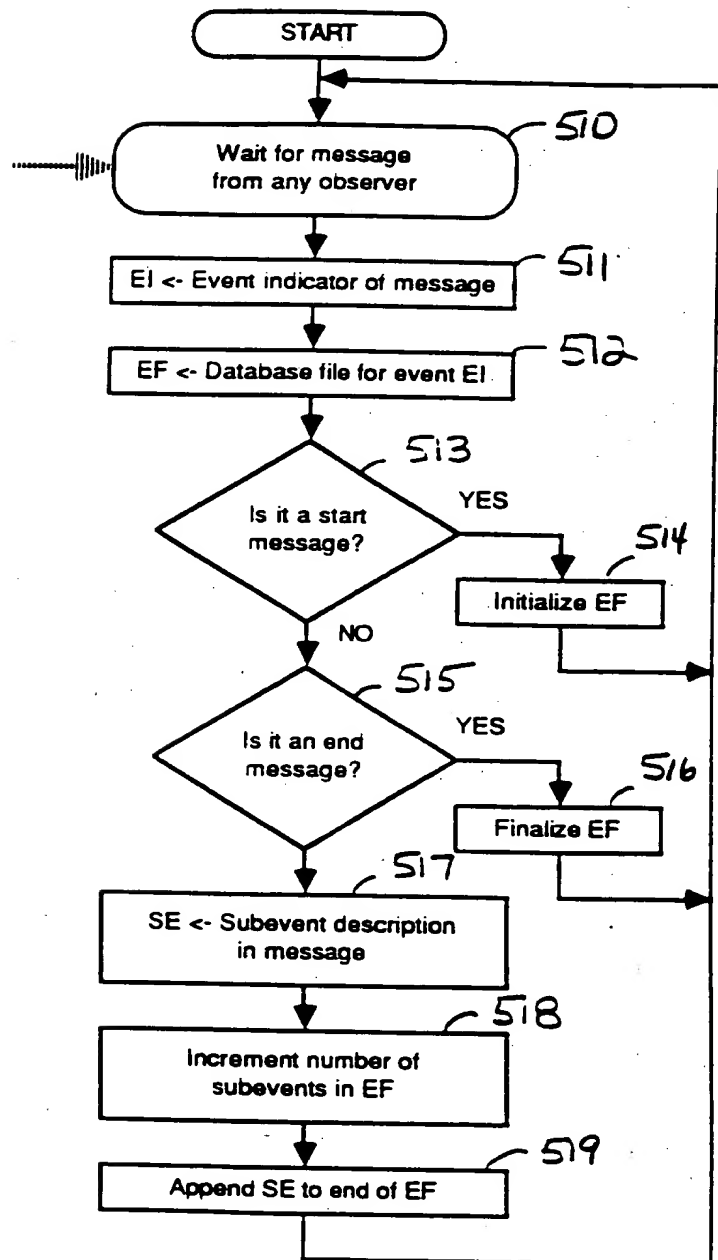 START
510
Wait for message
from any observer
511
EI <- Event indicator of message
512
EF <- Database file for event EI
513
Is it a start
message?
YES
514
Initialize EF
NO
515
Is it an end
message?
YES
516
Finalize EF
517
SE <- Subevent description
in message
518
Increment number of
subevents in EF
519
Append SE to end of EF